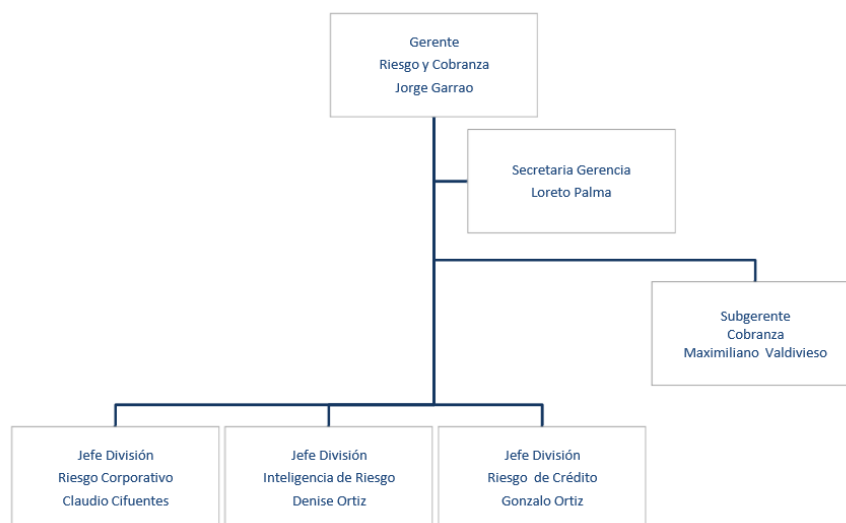 Gerente
Riesgo y Cobranza
Jorge Garrao
Secretaria Gerencia
Loreto Palma
Subgerente
Cobranza
Maximiliano Valdivieso
Jefe División
Riesgo Corporativo
Claudio Cifuentes
Jefe División
Inteligencia de Riesgo
Denise Ortiz
Jefe División
Riesgo de Crédito
Gonzalo Ortiz